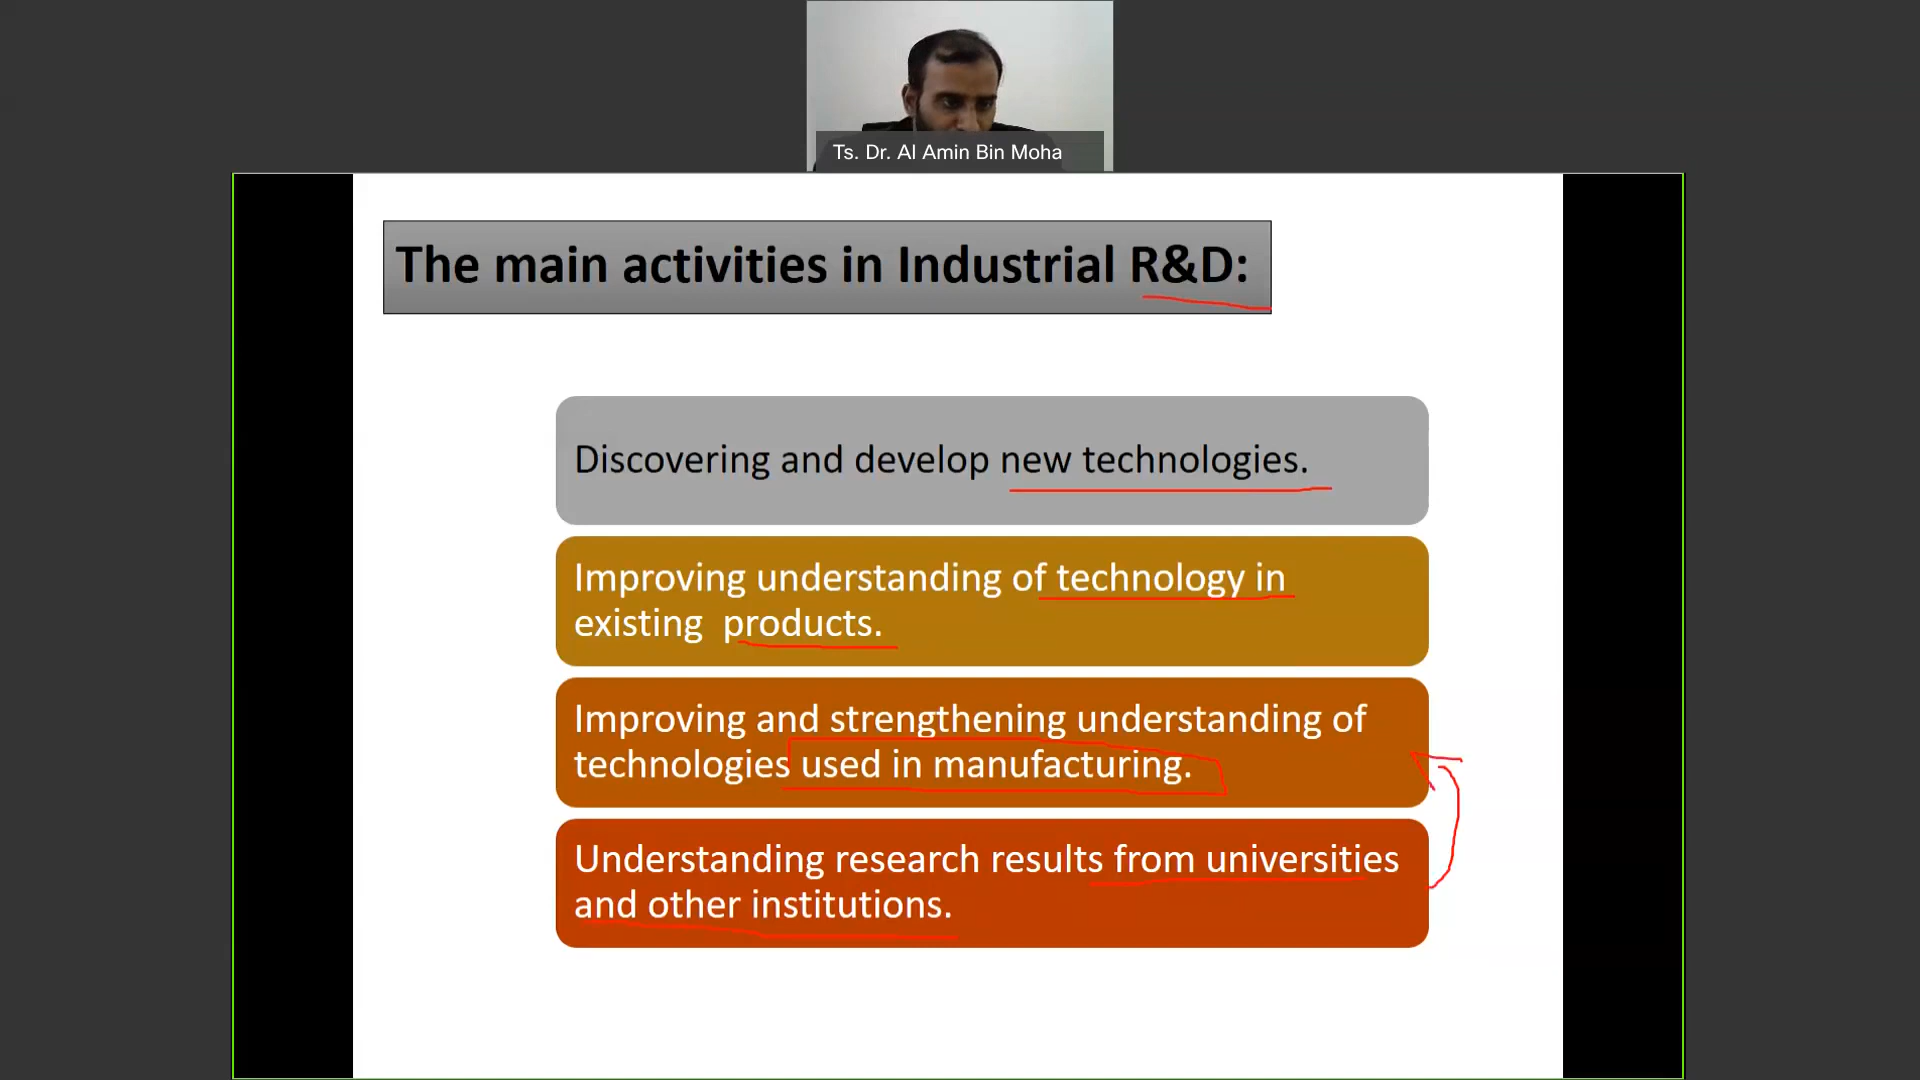 Ts. Dr. Al Amin Bin Moha
The main activities in Industrial R&D:
Discovering and develop new technologies.
Improving understanding of technology in
existing products.
Improving and strengthening understanding of
technologies used in manufacturing.
Understanding research results from universities
and other institutions.